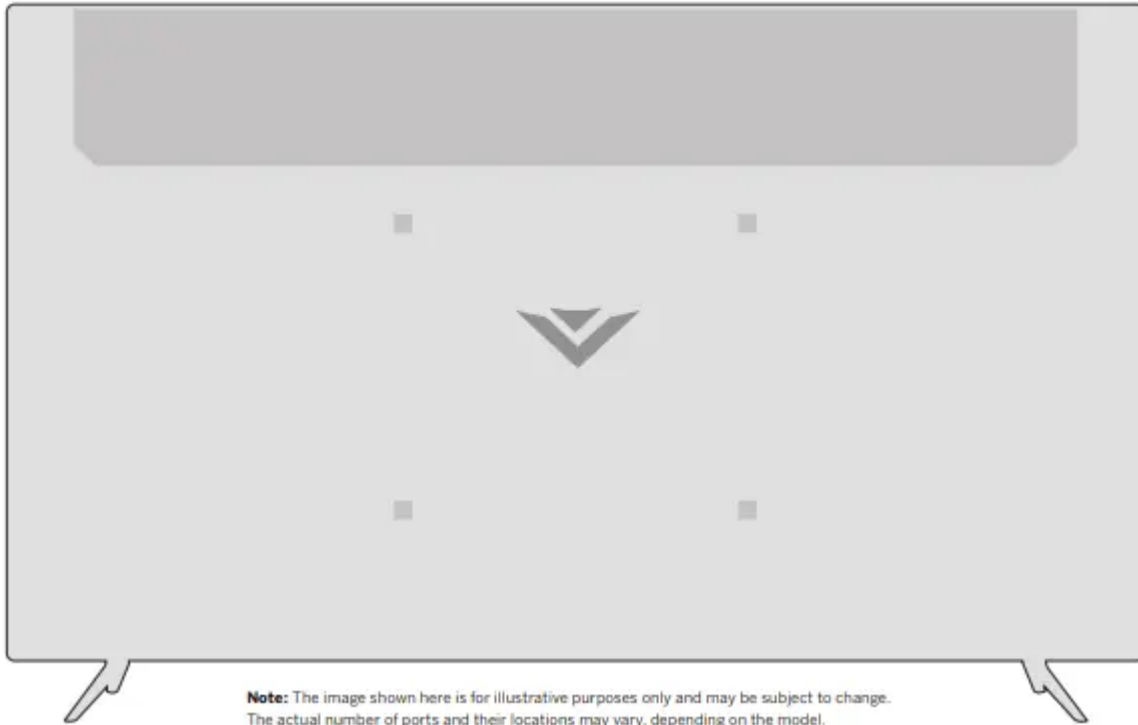 Note: The image shown here is for illustrative purposes only and may be subject to change.
The actual number of ports and their locations may vary, depending on the model.